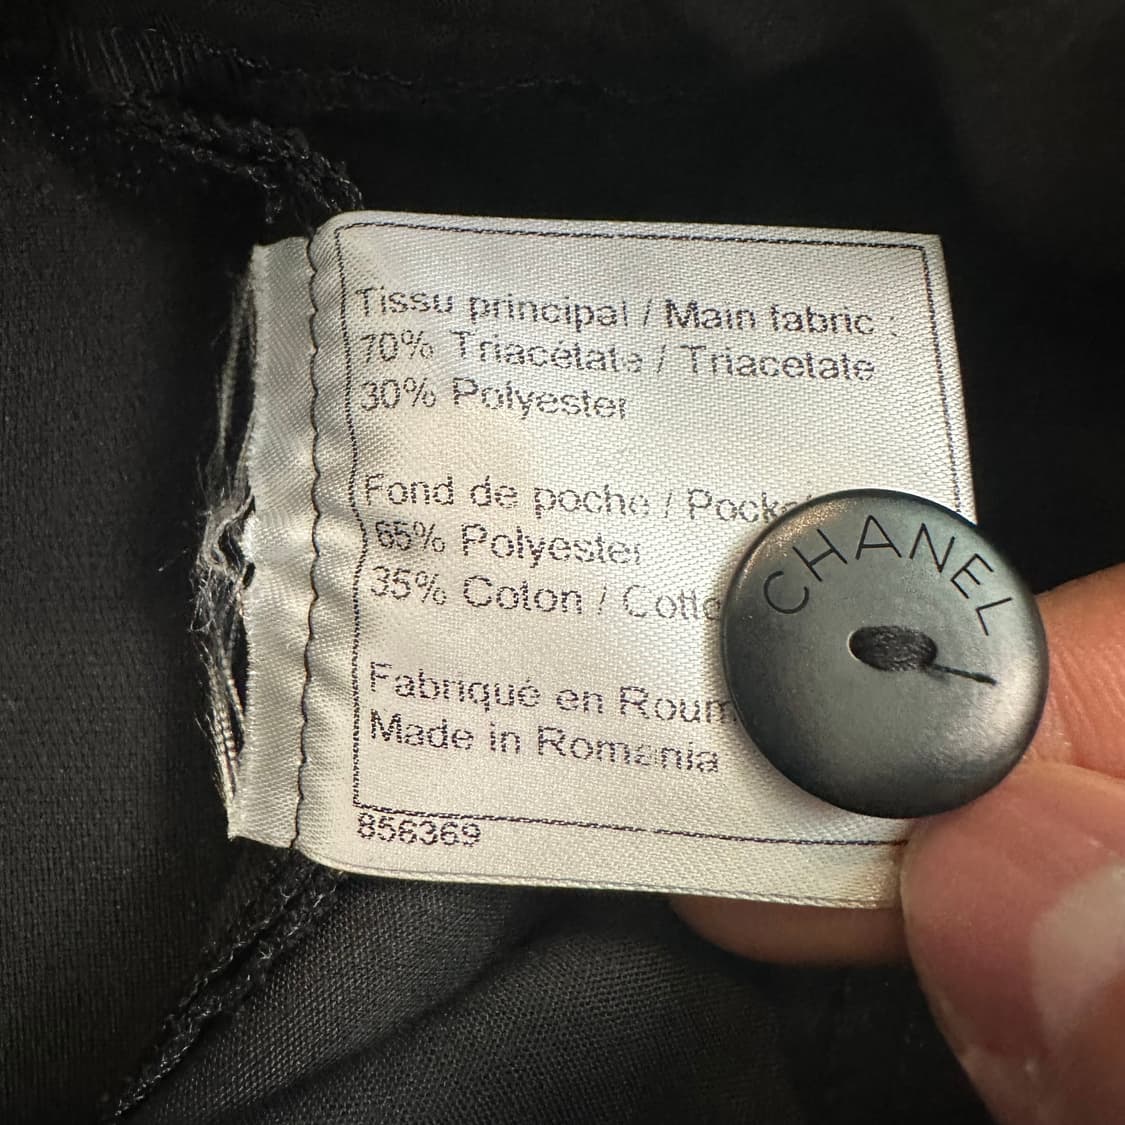 Tissu principal / Main fabric :
70% Triacétate / Triacetate
30% Polyester
Fond de poche / Pocke
65% Polyester
35% Coton / Cotto
Fabriqué en Roum
Made in Romania
856369
CHANEL